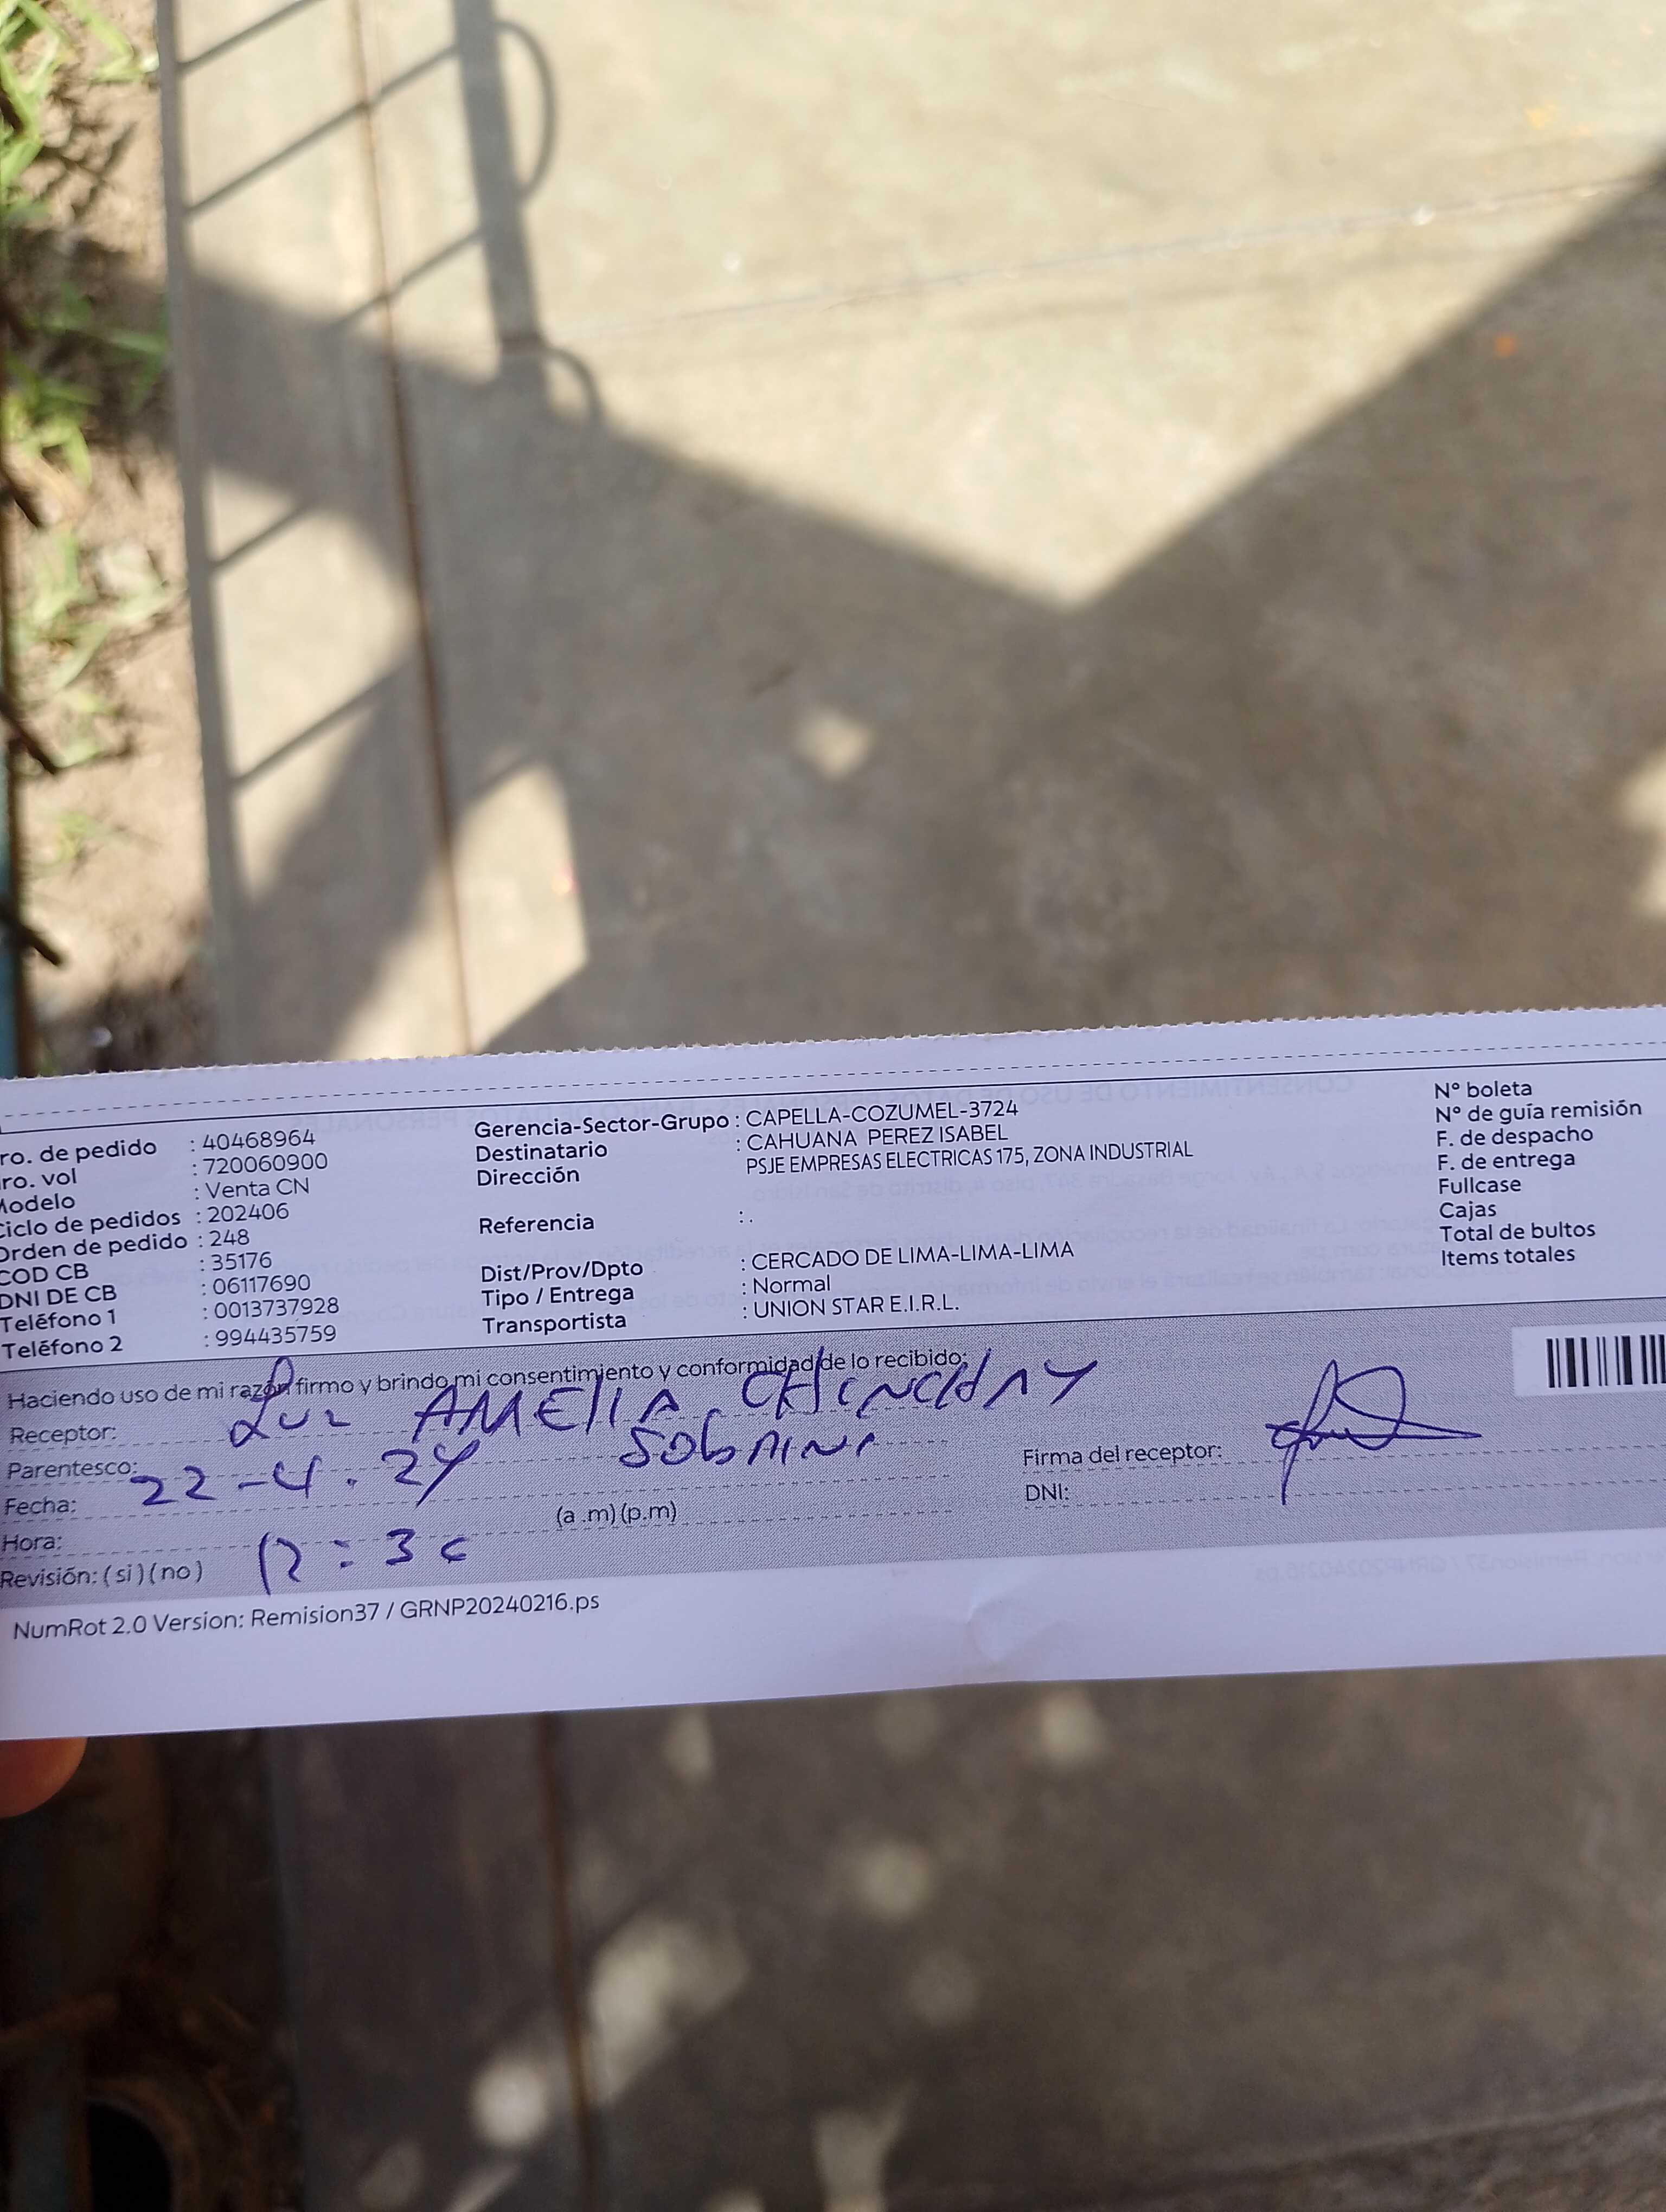 ro. de pedido : 40468964
ro. vol : 720060900
Modelo : Venta CN
Ciclo de pedidos : 202406
Orden de pedido : 248
COD CB : 35176
DNI DE CB : 06117690
Teléfono 1 : 0013737928
Teléfono 2 : 994435759
Gerencia-Sector-Grupo : CAPELLA-COZUMEL-3724
Destinatario : CAHUANA PEREZ ISABEL
Dirección PSJE EMPRESAS ELECTRICAS 175, ZONA INDUSTRIAL
Referencia : .
Dist/Prov/Dpto : CERCADO DE LIMA-LIMA-LIMA
Tipo / Entrega : Normal
Transportista : UNION STAR E.I.R.L.
N° boleta
N° de guía remisión
F. de despacho
F. de entrega
Fullcase
Cajas
Total de bultos
Items totales
Haciendo uso de mi razón firmo y brindo mi consentimiento y conformidad de lo recibido:
Receptor: Luz AMELIA CHINCHAY
Parentesco: SObRINA
Fecha: 22-4.24
Hora: 12:30 (a .m) (p.m)
Revisión: (si) (no)
Firma del receptor:
DNI:
NumRot 2.0 Version: Remision37 / GRNP20240216.ps